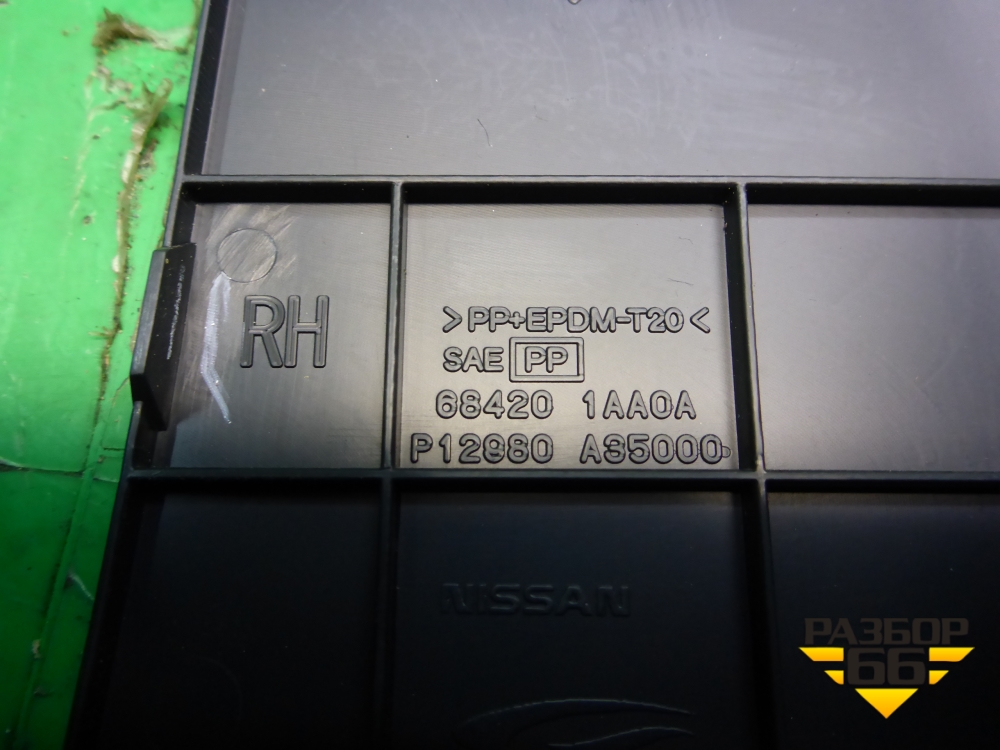 RH
>PP+EPDM-T20<
SAE PP
68420 1AA0A
P12980 A35000
NISSAN
РАЗБОР
66